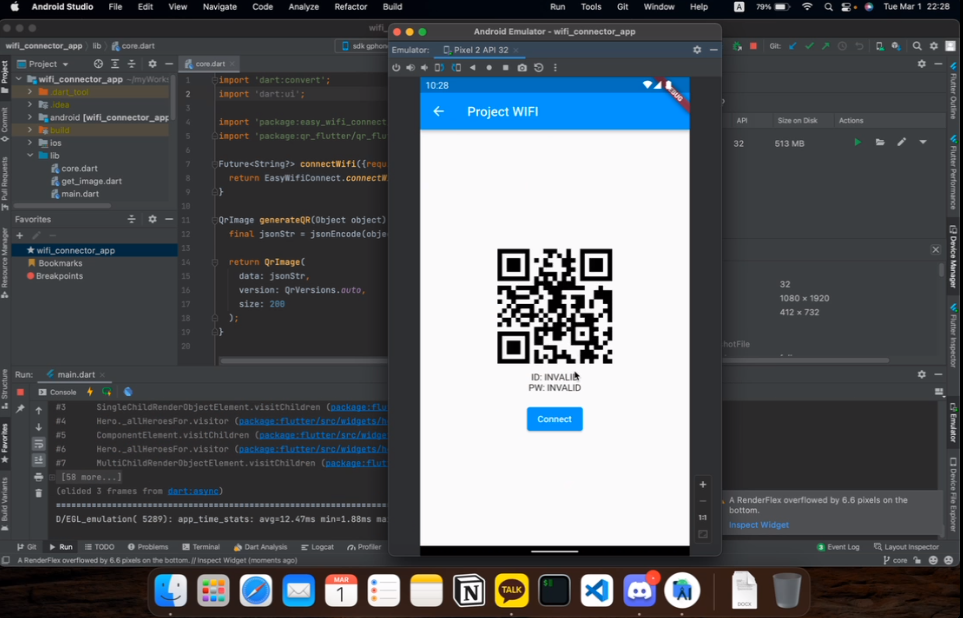 Android Studio File Edit View Navigate Code Analyze Refactor Build Run Tools Git Window Help A 79% Tue Mar 1 22:28
Android Emulator - wifi_connector_app
wifi_connector_app lib core.dart
Emulator: Pixel 2 API 32
Git:
Project
core.dart
wifi_connector_app
.dart_tool
.idea
android [wifi_connector_app
build
ios
lib
core.dart
get_image.dart
main.dart
Favorites
wifi_connector_app
Bookmarks
Breakpoints
1 import 'dart:convert';
2 import 'dart:ui';
3
4 import 'package:easy_wifi_connect
5 import 'package:qr_flutter/qr_flu
6
7 Future<String?> connectWifi({requ
8 return EasyWifiConnect.connectW
9 }
10
11 QrImage generateQR(Object object)
12 final jsonStr = jsonEncode(obje
13
14 return QrImage(
15 data: jsonStr,
16 version: QrVersions.auto,
17 size: 200
18 );
19 }
20
10:28
Project WIFI
ID: INVALID
PW: INVALID
Connect
API Size on Disk Actions
32 513 MB
32
1080 × 1920
412 × 732
Run: main.dart
Console
#3 SingleChildRenderObjectElement.visitChildren (package:flu
#4 Hero._allHeroesFor.visitor (package:flutter/src/widgets/h
#5 ComponentElement.visitChildren (package:flutter/src/widge
#6 Hero._allHeroesFor.visitor (package:flutter/src/widgets/h
#7 MultiChildRenderObjectElement.visitChildren (package:flut
[58 more...]
(elided 3 frames from dart:async)
D/EGL_emulation( 5289): app_time_stats: avg=12.47ms min=1.88ms ma
A RenderFlex overflowed by 6.6 pixels on the
bottom.
Inspect Widget
Git Run TODO Problems Terminal Dart Analysis Logcat Profiler
3 Event Log Layout Inspector
A RenderFlex overflowed by 6.6 pixels on the bottom. // Inspect Widget (moments ago)
core
Project
Commit
Pull Requests
Resource Manager
Structure
Favorites
Build Variants
Flutter Outline
Flutter Performance
Device Manager
Flutter Inspector
Emulator
Device File Explorer
MAR
1
TALK
DOCX